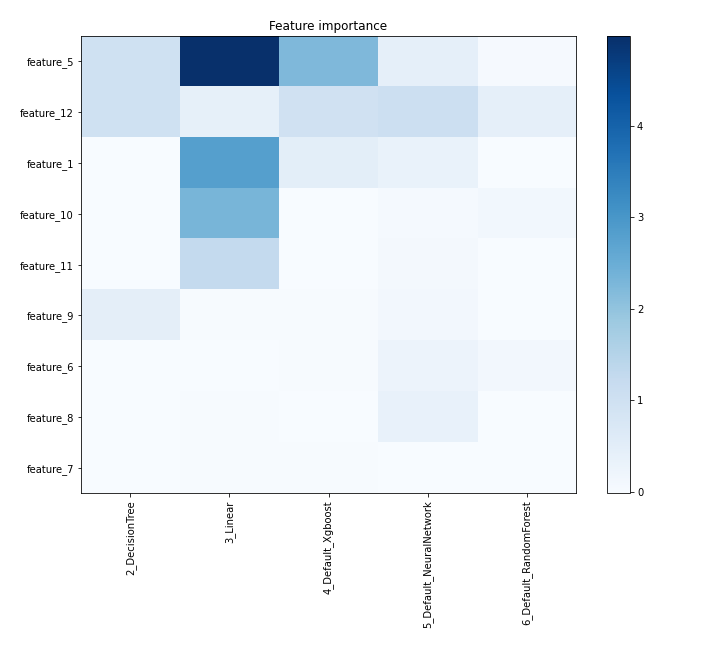 Feature importance
feature_5
feature_12
feature_1
feature_10
feature_11
feature_9
feature_6
feature_8
feature_7
2_DecisionTree
3_Linear
4_Default_Xgboost
5_Default_NeuralNetwork
6_Default_RandomForest
4
3
2
1
0